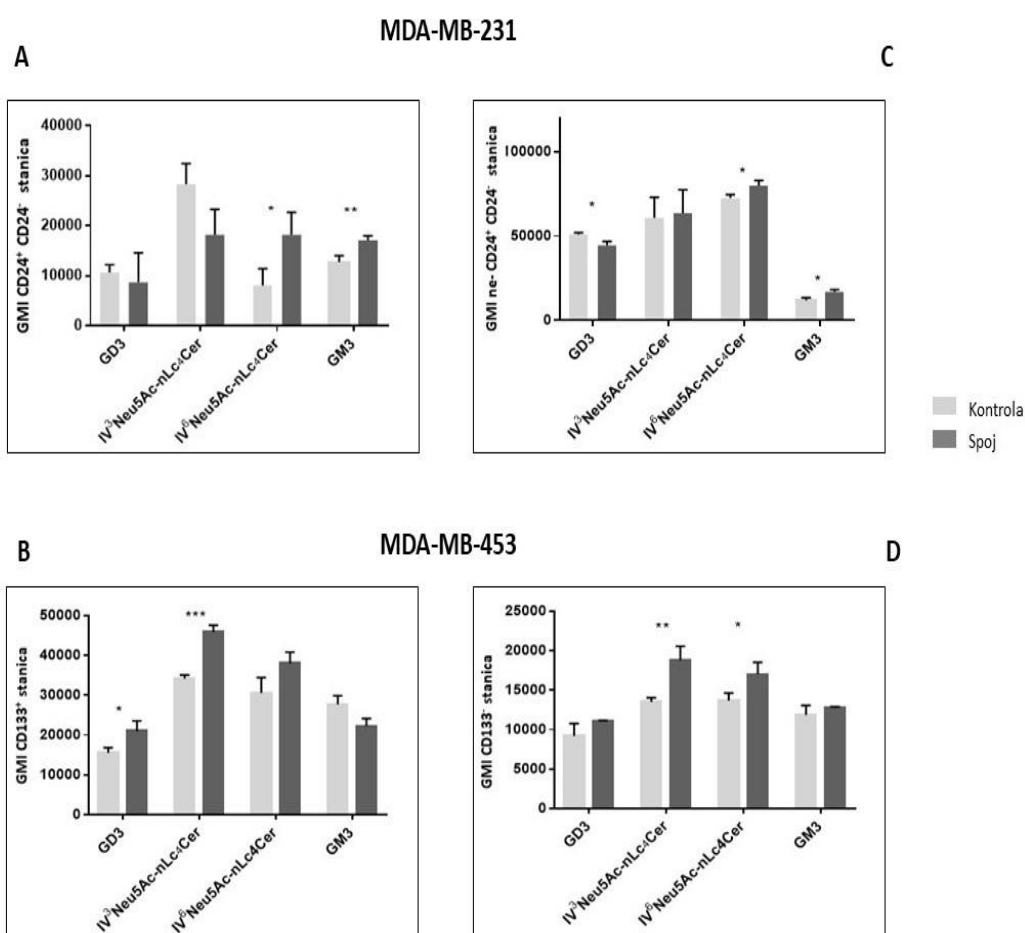 MDA-MB-231
A
C
GMI CD24⁺ CD24⁻ stanica
40000
30000
20000
10000
0
*
**
GD3
IV³Neu5Ac-nLc₄Cer
IV⁶Neu5Ac-nLc₄Cer
GM3
GMI ne- CD24⁺ CD24⁻ stanica
100000
50000
0
*
*
*
GD3
IV³Neu5Ac-nLc₄Cer
IV⁶Neu5Ac-nLc₄Cer
GM3
Kontrola
Spoj
MDA-MB-453
B
D
GMI CD133⁺ stanica
50000
40000
30000
20000
10000
0
*
***
GD3
IV³Neu5Ac-nLc₄Cer
IV⁶Neu5Ac-nLc4Cer
GM3
GMI CD133⁻ stanica
25000
20000
15000
10000
5000
0
**
*
GD3
IV³Neu5Ac-nLc₄Cer
IV⁶Neu5Ac-nLc4Cer
GM3